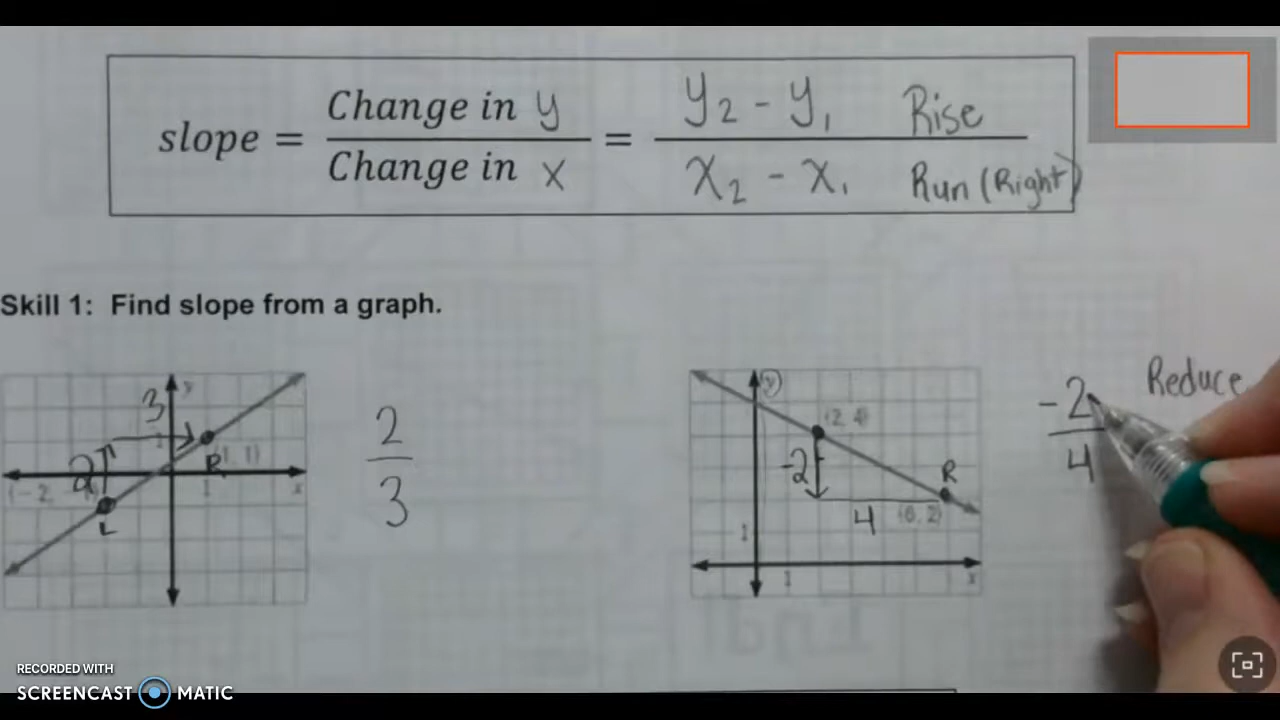 slope = Change in y / Change in x = y₂ - y₁ / x₂ - x₁ Rise / Run (Right)
Skill 1: Find slope from a graph.
3
y
2
(1, 1)
R
(-2,
1
x
L
2
3
y
(2, 4)
-2
R
4
(6, 2)
1
1
x
-2
4
Reduce
RECORDED WITH
SCREENCAST MATIC